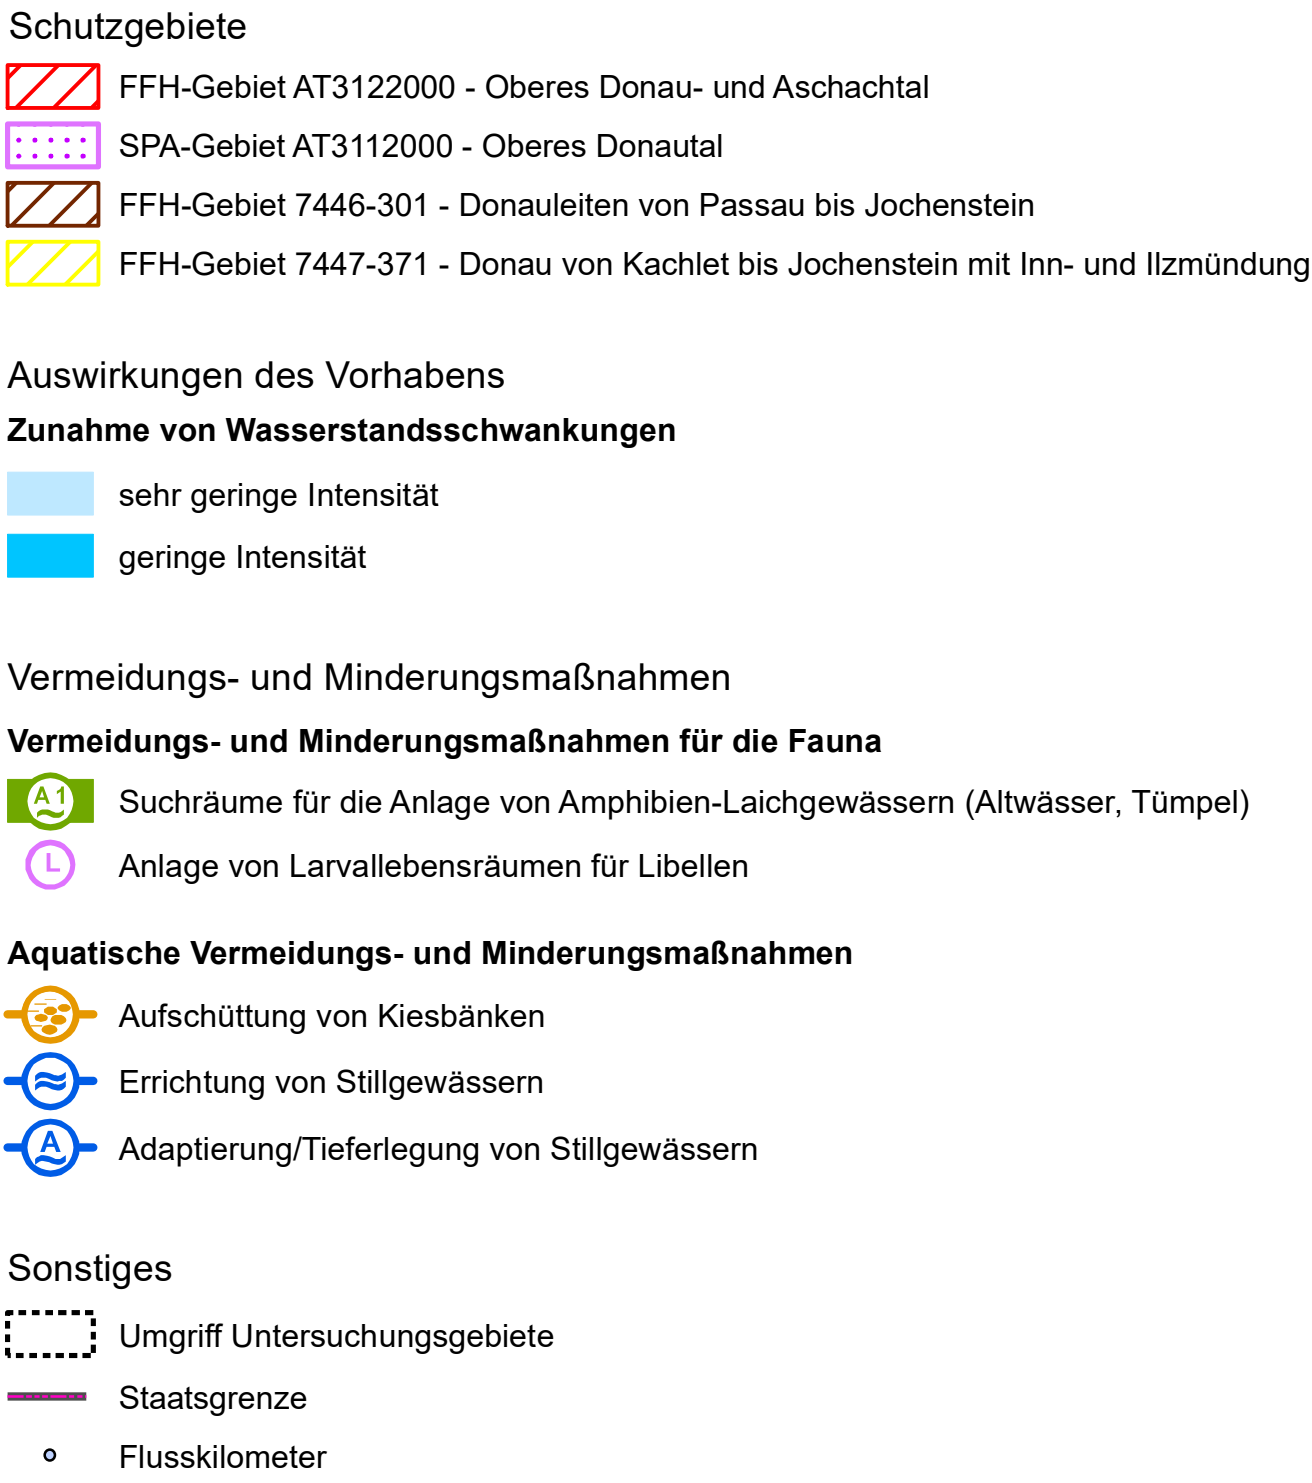 Schutzgebiete
FFH-Gebiet AT3122000 - Oberes Donau- und Aschachtal
SPA-Gebiet AT3112000 - Oberes Donautal
FFH-Gebiet 7446-301 - Donauleiten von Passau bis Jochenstein
FFH-Gebiet 7447-371 - Donau von Kachlet bis Jochenstein mit Inn- und Ilzmündung
Auswirkungen des Vorhabens
Zunahme von Wasserstandsschwankungen
sehr geringe Intensität
geringe Intensität
Vermeidungs- und Minderungsmaßnahmen
Vermeidungs- und Minderungsmaßnahmen für die Fauna
A 1 Suchräume für die Anlage von Amphibien-Laichgewässern (Altwässer, Tümpel)
L Anlage von Larvallebensräumen für Libellen
Aquatische Vermeidungs- und Minderungsmaßnahmen
Aufschüttung von Kiesbänken
Errichtung von Stillgewässern
A Adaptierung/Tieferlegung von Stillgewässern
Sonstiges
Umgriff Untersuchungsgebiete
Staatsgrenze
Flusskilometer